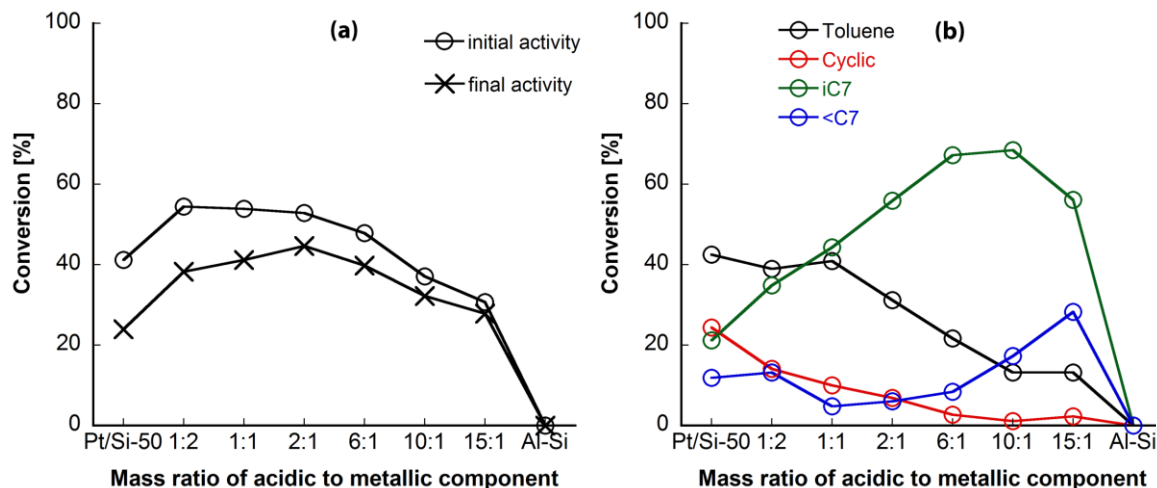 (a)
initial activity
final activity
Conversion [%]
100
80
60
40
20
0
Pt/Si-50 1:2 1:1 2:1 6:1 10:1 15:1 Al-Si
Mass ratio of acidic to metallic component
(b)
Toluene
Cyclic
iC7
<C7
Conversion [%]
100
80
60
40
20
0
Pt/Si-50 1:2 1:1 2:1 6:1 10:1 15:1 Al-Si
Mass ratio of acidic to metallic component